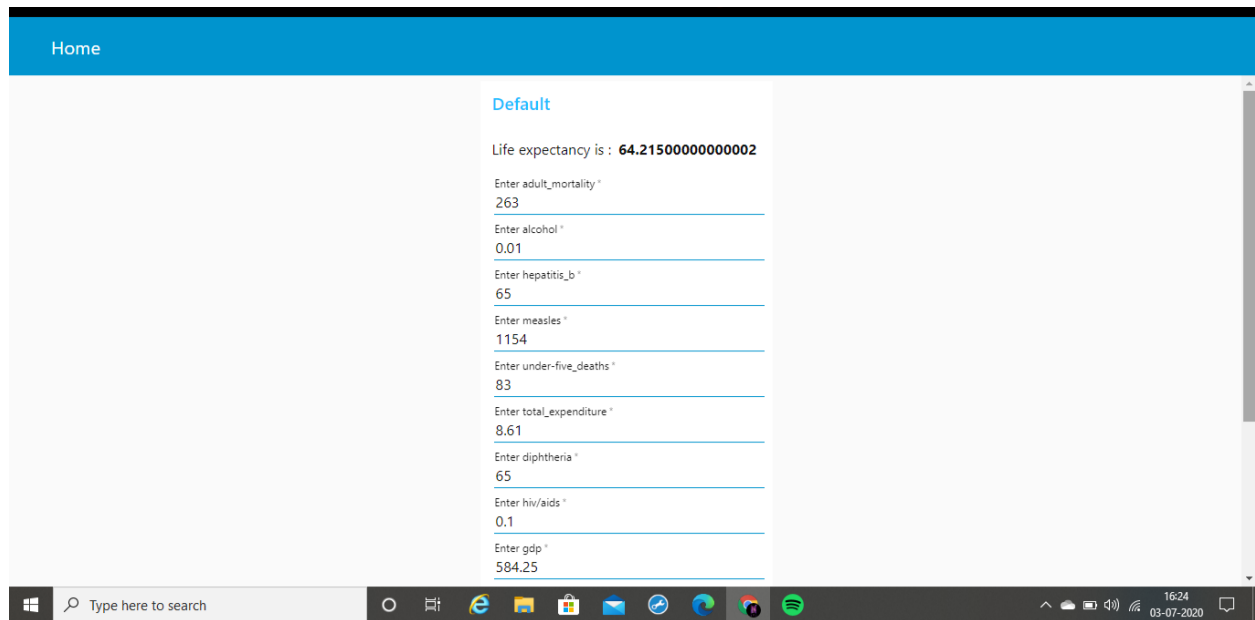 Home
Default
Life expectancy is : 64.21500000000002
Enter adult_mortality *
263
Enter alcohol *
0.01
Enter hepatitis_b *
65
Enter measles *
1154
Enter under-five_deaths *
83
Enter total_expenditure *
8.61
Enter diphtheria *
65
Enter hiv/aids *
0.1
Enter gdp *
584.25
Type here to search
16:24
03-07-2020